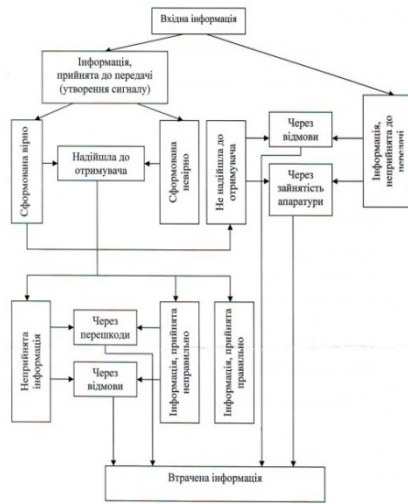 Вхідна інформація
Інформація,
прийнята до передачі
(утворення сигналу)
Сформована вірно
Надійшла до
отримувача
Сформована
невірно
Не надійшла до
отримувача
Через
відмови
Через
зайнятість
апаратури
Інформація,
неприйнята до
передачі
Неприйнята
інформація
Через
перешкоди
Через
відмови
Інформація, прийнята
неправильно
Інформація, прийнята
правильно
Втрачена інформація